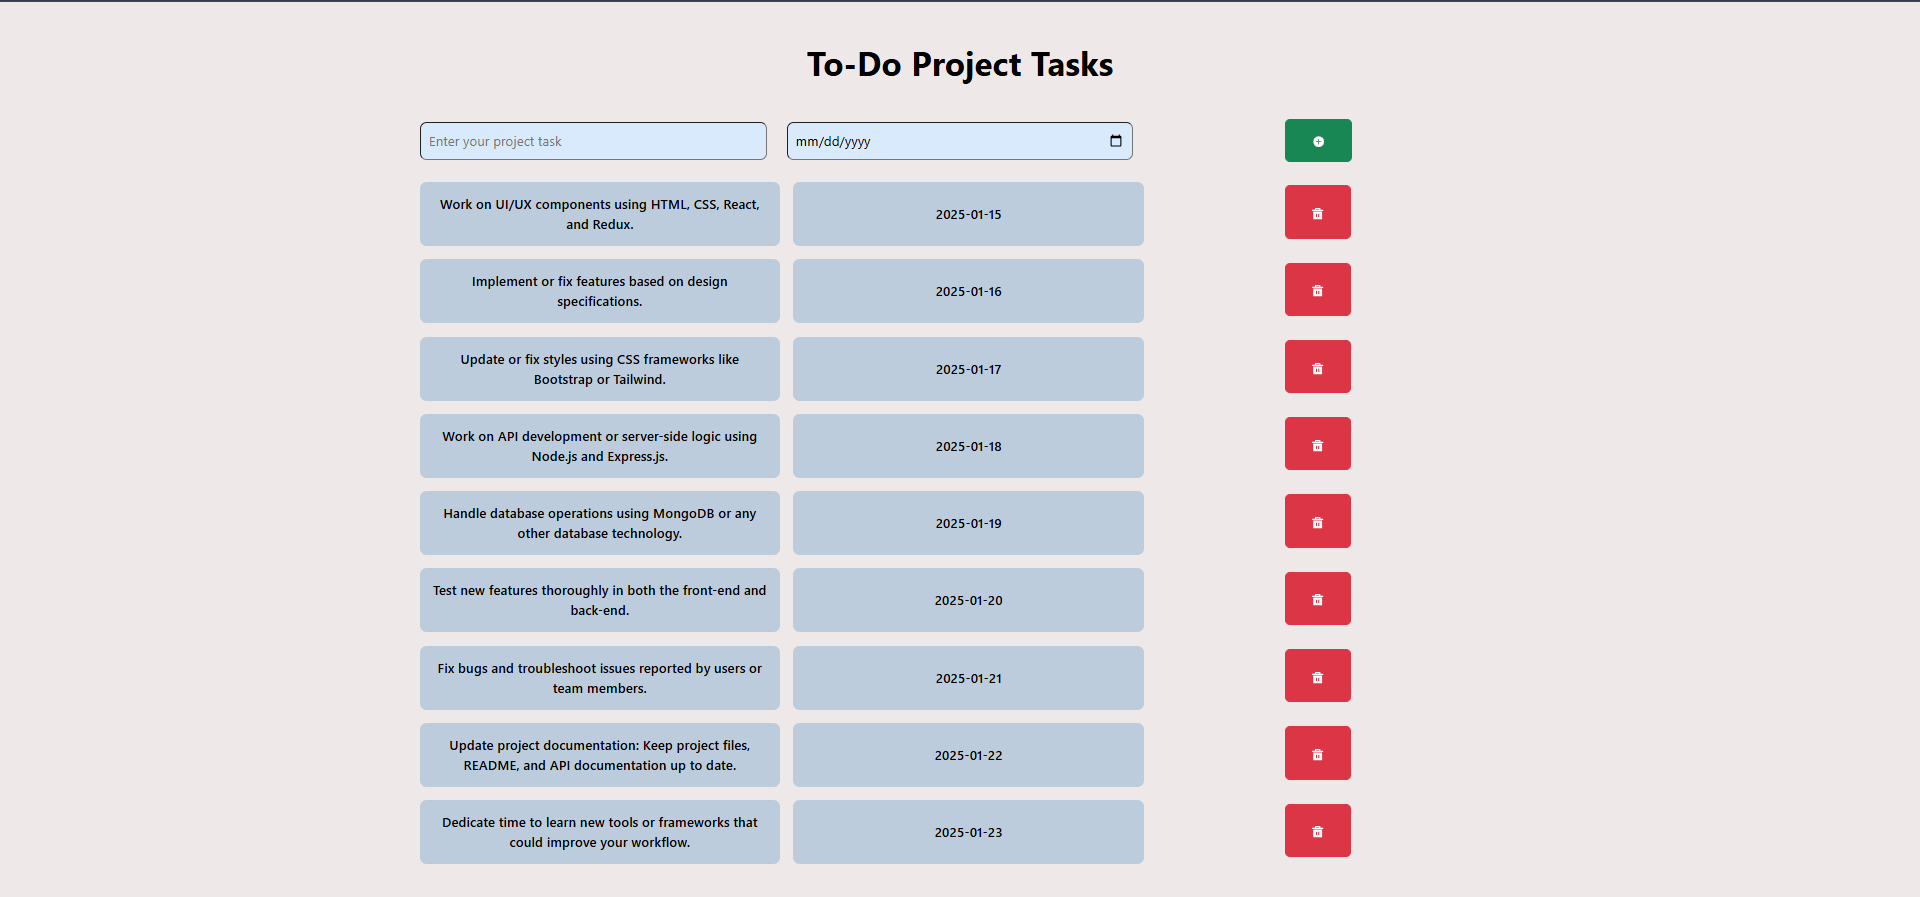 To-Do Project Tasks
Enter your project task
mm/dd/yyyy
Work on UI/UX components using HTML, CSS, React,
and Redux.
2025-01-15
Implement or fix features based on design
specifications.
2025-01-16
Update or fix styles using CSS frameworks like
Bootstrap or Tailwind.
2025-01-17
Work on API development or server-side logic using
Node.js and Express.js.
2025-01-18
Handle database operations using MongoDB or any
other database technology.
2025-01-19
Test new features thoroughly in both the front-end and
back-end.
2025-01-20
Fix bugs and troubleshoot issues reported by users or
team members.
2025-01-21
Update project documentation: Keep project files,
README, and API documentation up to date.
2025-01-22
Dedicate time to learn new tools or frameworks that
could improve your workflow.
2025-01-23